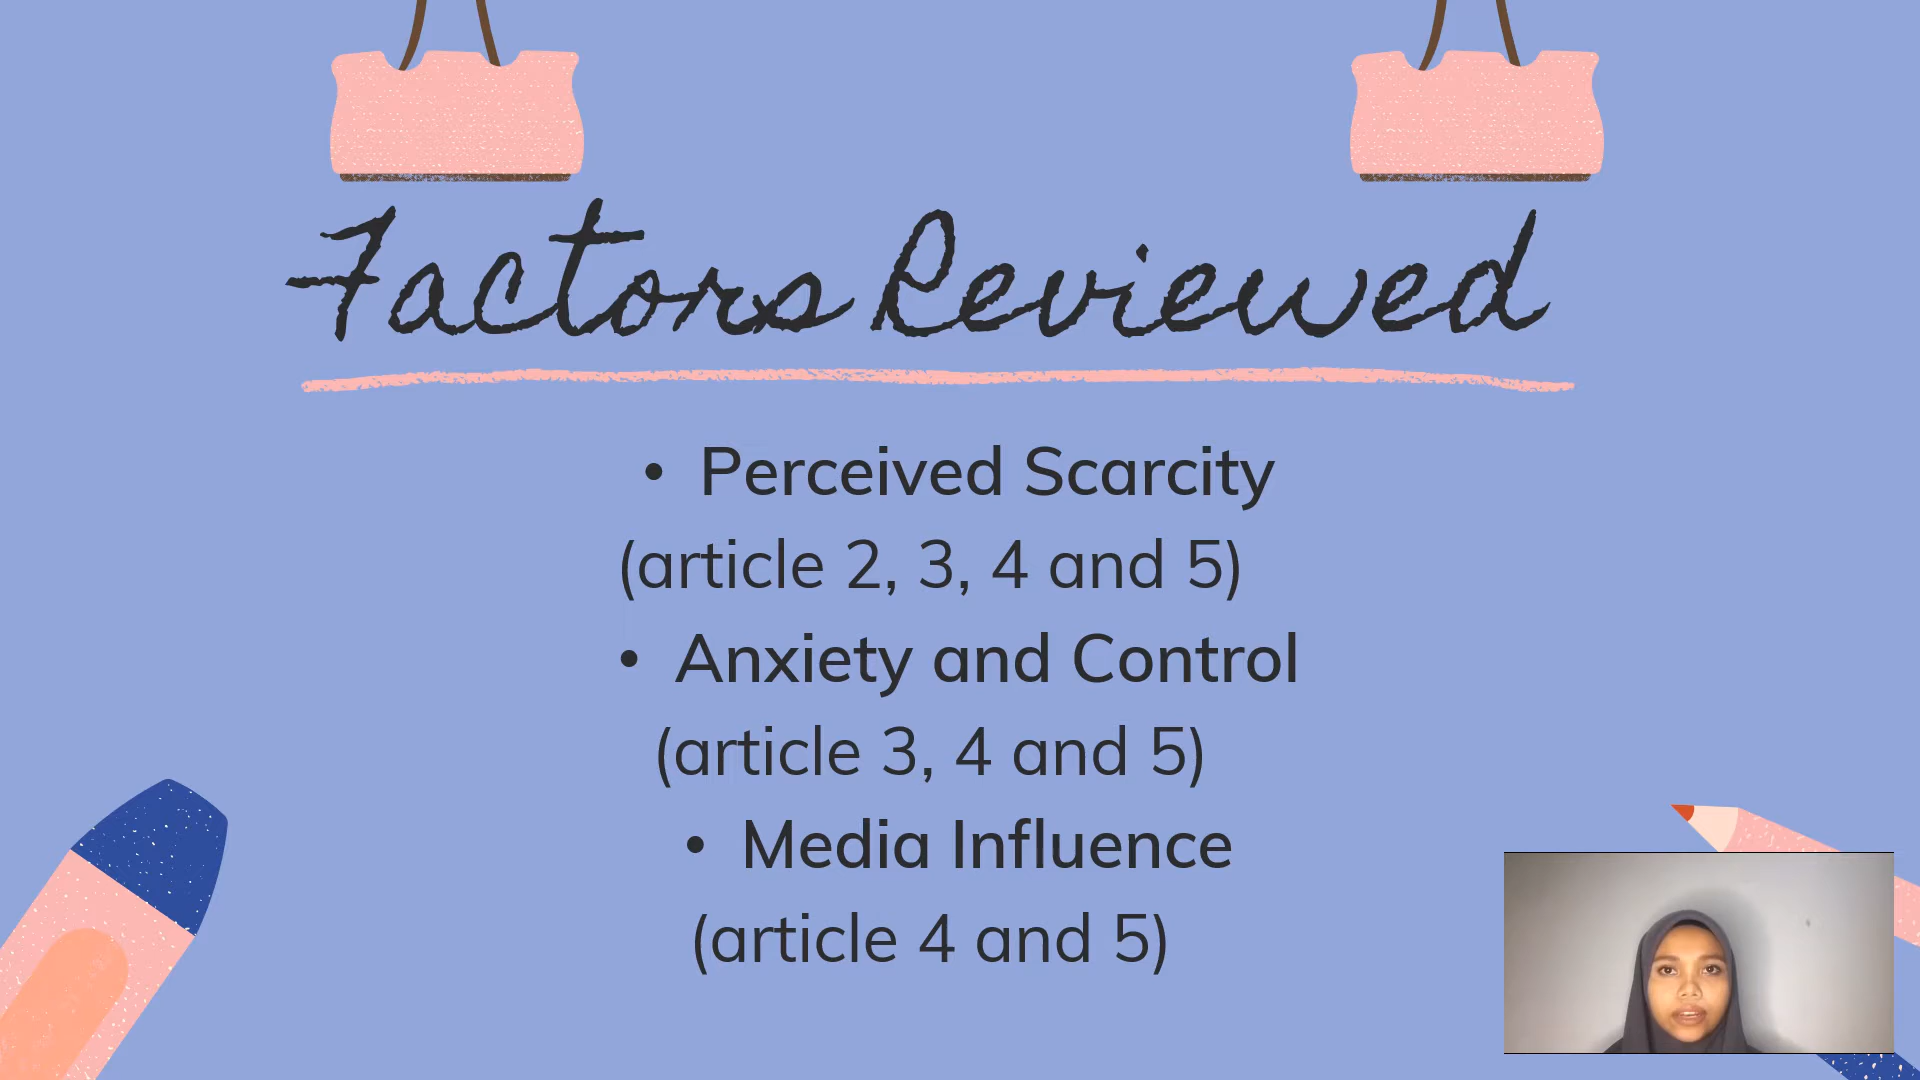 Factors Reviewed
• Perceived Scarcity
(article 2, 3, 4 and 5)
• Anxiety and Control
(article 3, 4 and 5)
• Media Influence
(article 4 and 5)